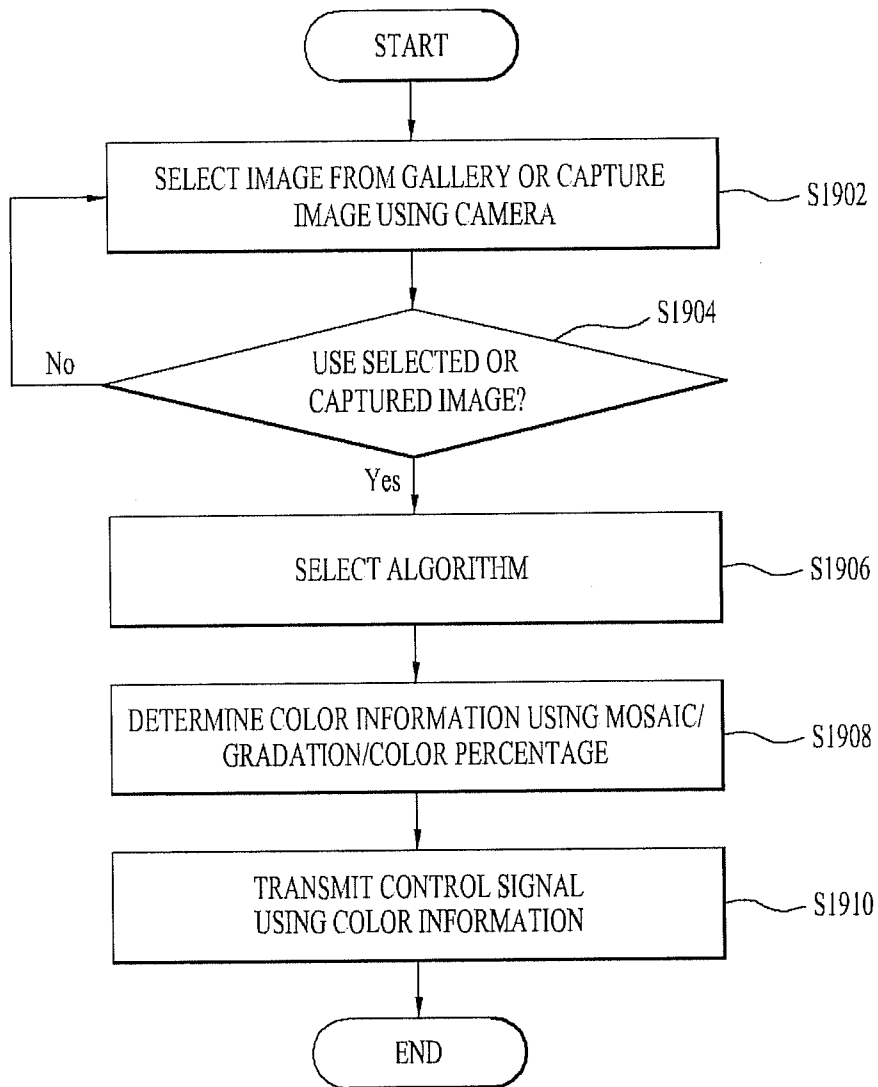 START
SELECT IMAGE FROM GALLERY OR CAPTURE
IMAGE USING CAMERA
S1902
S1904
No
USE SELECTED OR
CAPTURED IMAGE?
Yes
SELECT ALGORITHM
S1906
DETERMINE COLOR INFORMATION USING MOSAIC/
GRADATION/COLOR PERCENTAGE
S1908
TRANSMIT CONTROL SIGNAL
USING COLOR INFORMATION
S1910
END